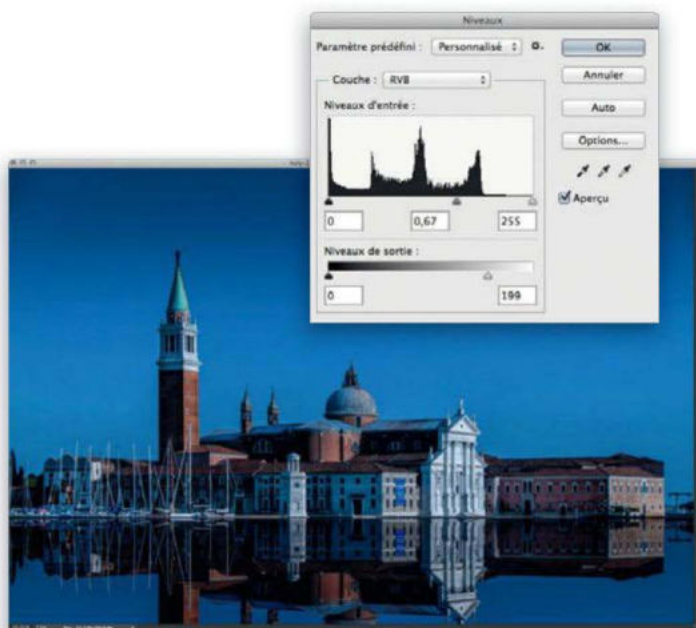 Niveaux
Paramètre prédéfini : Personnalisé
OK
Couche : RVB
Annuler
Niveaux d'entrée :
Auto
Options...
Aperçu
0
0,67
255
Niveaux de sortie :
0
199